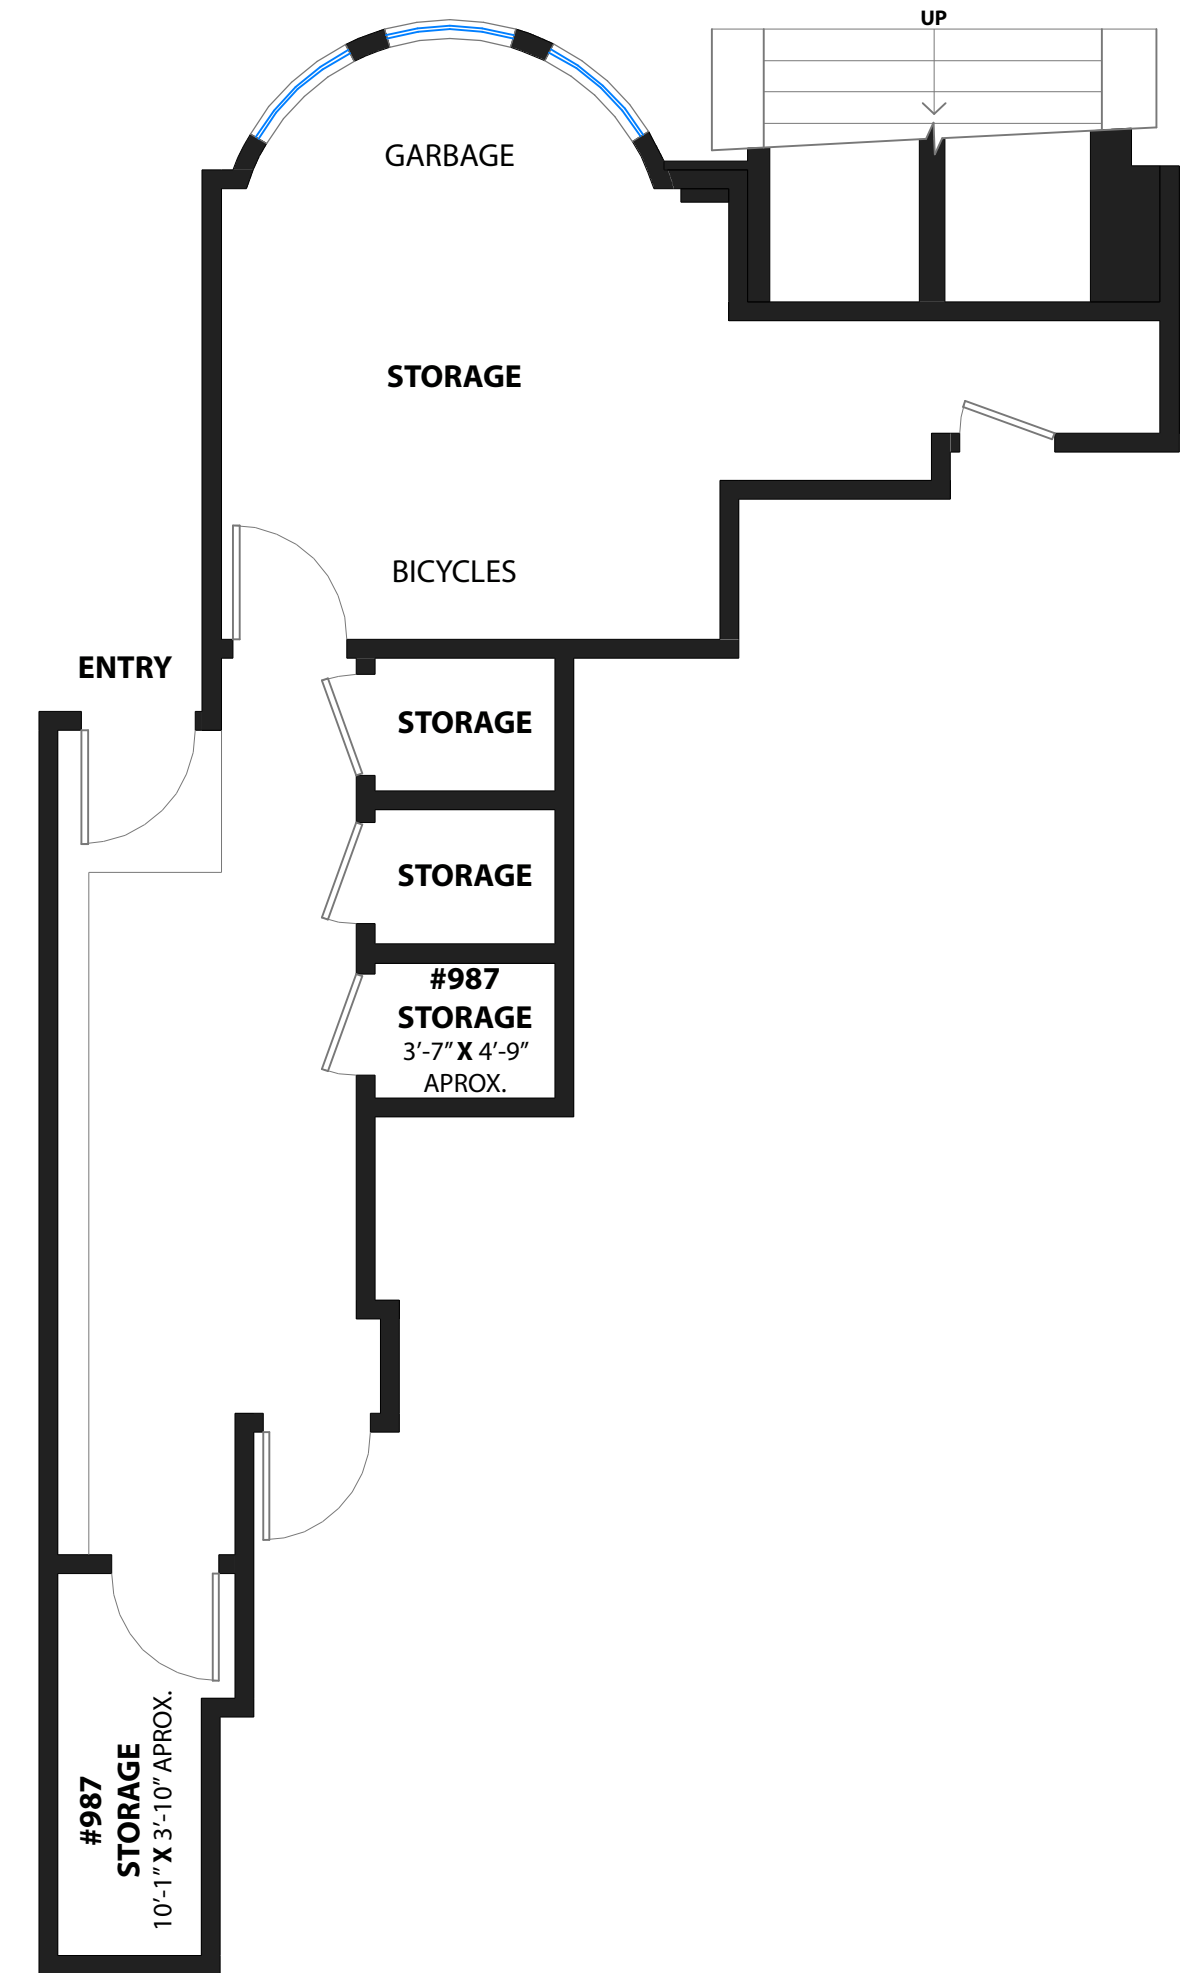 UP
GARBAGE
STORAGE
BICYCLES
ENTRY
STORAGE
STORAGE
#987
STORAGE
3’-7” X 4’-9”
APROX.
#987
STORAGE
10’-1” X 3’-10” APROX.